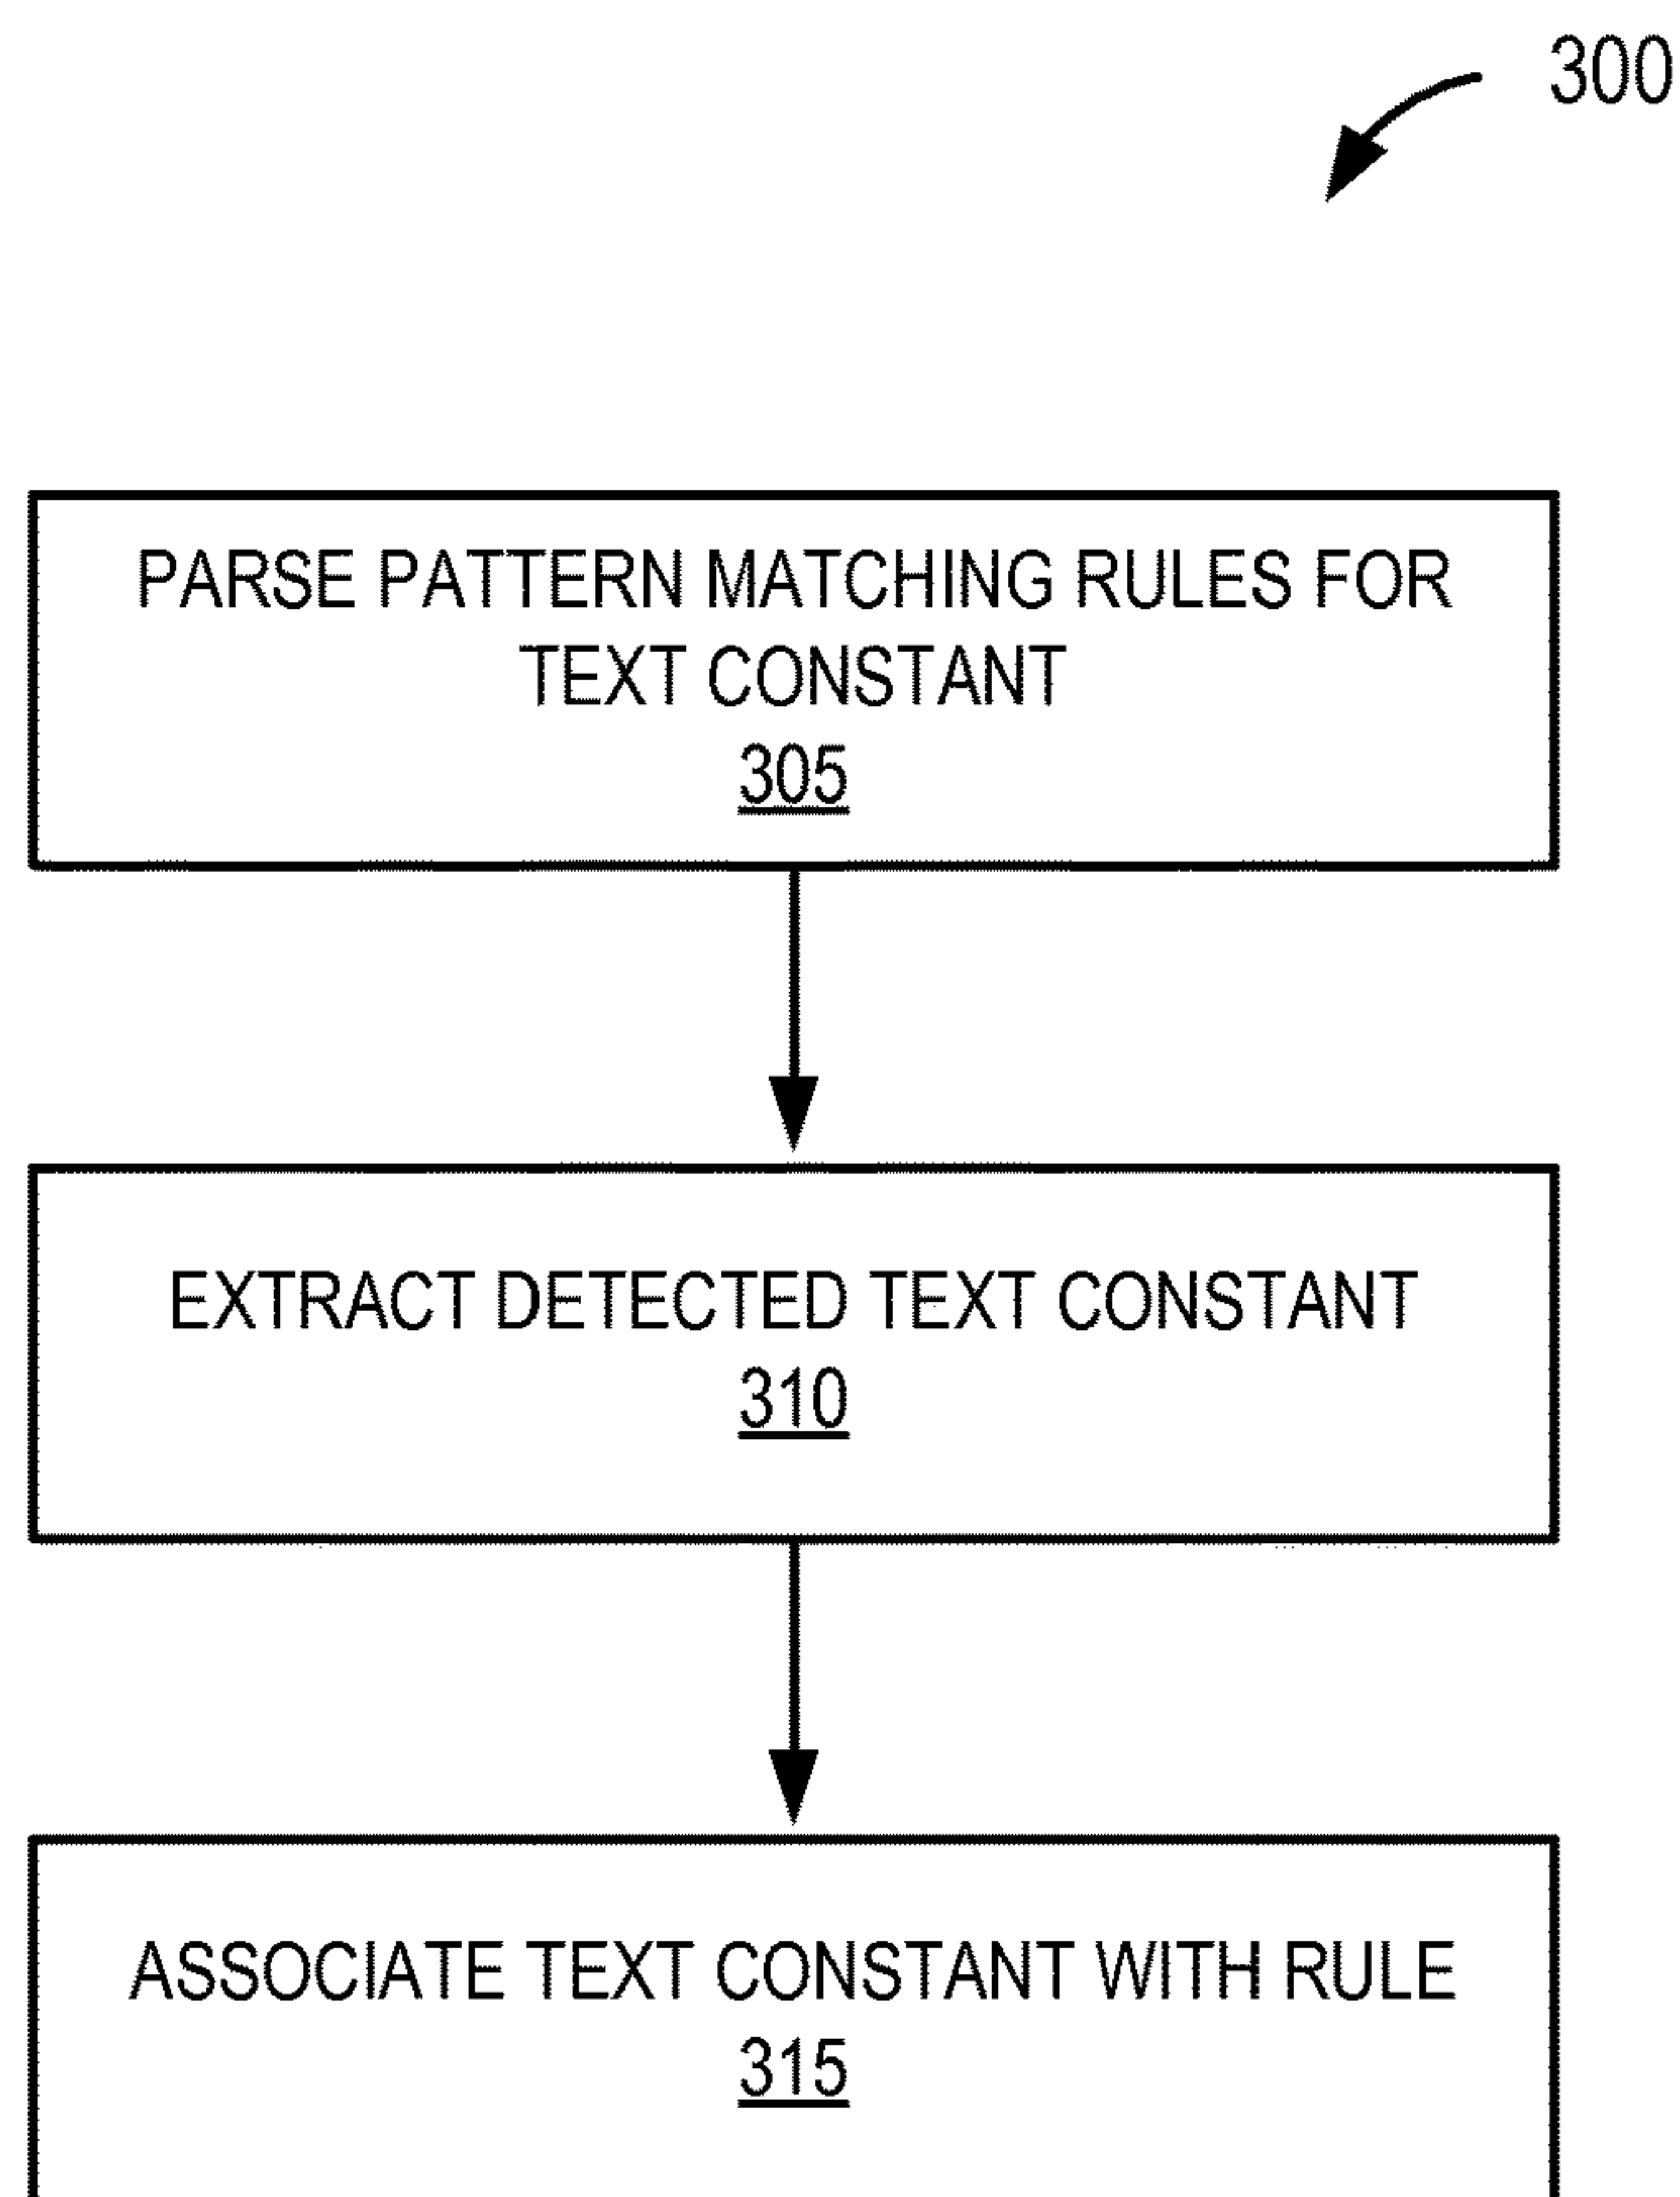 300
PARSE PATTERN MATCHING RULES FOR
TEXT CONSTANT
305
EXTRACT DETECTED TEXT CONSTANT
310
ASSOCIATE TEXT CONSTANT WITH RULE
315